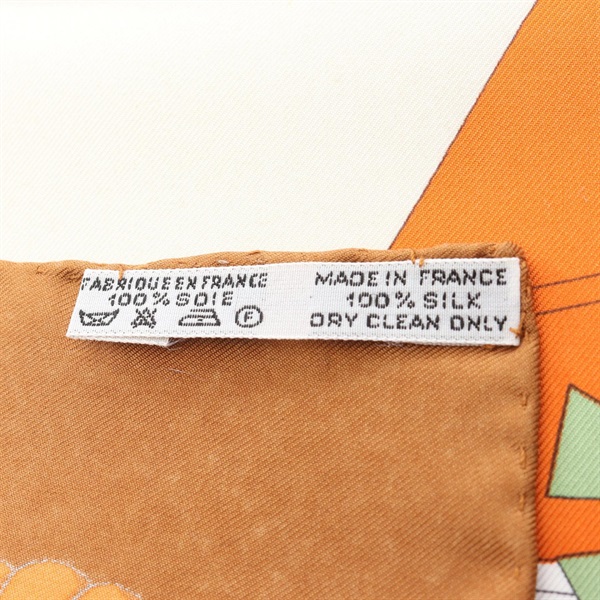 FABRIQUE EN FRANCE
100% SOIE
F
MADE IN FRANCE
100% SILK
DRY CLEAN ONLY